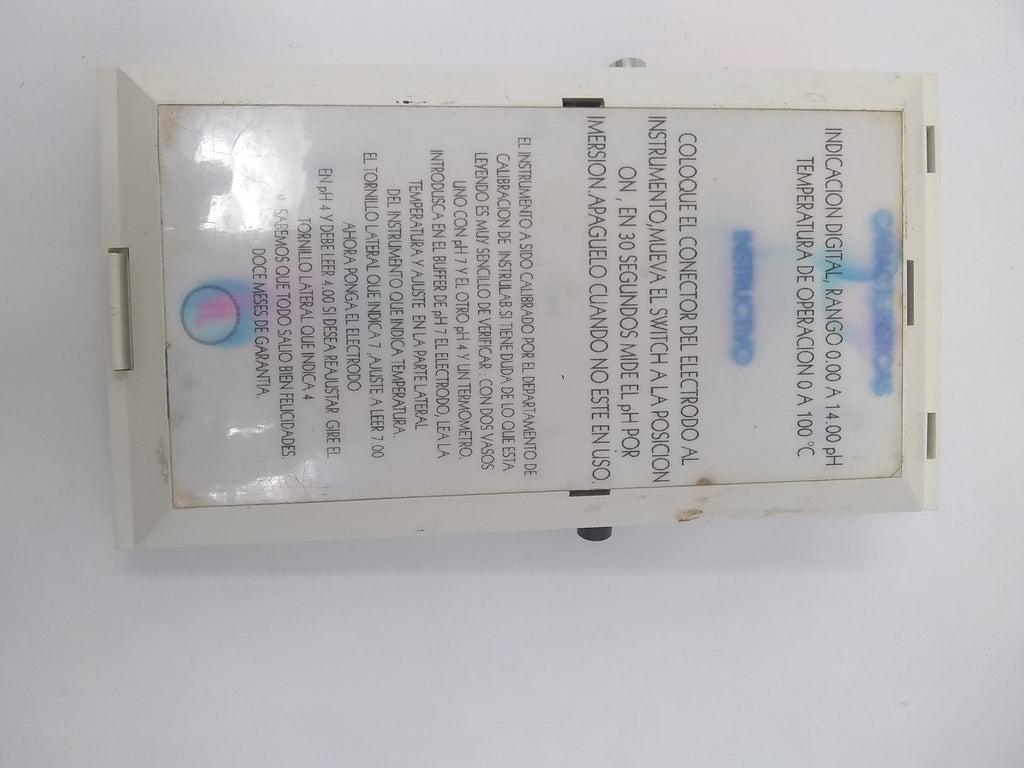 CARACTERISTICAS
INDICACION DIGITAL, RANGO 0.00 A 14.00 pH
TEMPERATURA DE OPERACION 0 A 100 °C
INSTRUCTIVO
COLOQUE EL CONECTOR DEL ELECTRODO AL
INSTRUMENTO,MUEVA EL SWITCH A LA POSICION
ON , EN 30 SEGUNDOS MIDE EL pH POR
IMERSION, APAGUELO CUANDO NO ESTE EN USO,
EL INSTRUMENTO A SIDO CALIBRADO POR EL DEPARTAMENTO DE
CALIBRACION DE INSTRULAB SI TIENE DUDA DE LO QUE ESTA
LEYENDO ES MUY SENCILLO DE VERIFICAR . CON DOS VASOS
UNO CON pH 7 Y EL OTRO pH 4 Y UN TERMOMETRO.
INTRODUSCA EN EL BUFFER DE pH 7 EL ELECTRODO, LEA LA
TEMPERATURA Y AJUSTE EN LA PARTE LATERAL
DEL INSTRUMENTO QUE INDICA TEMPERATURA.
EL TORNILLO LATERAL QUE INDICA 7 ,AJUSTE A LEER 7.00
AHORA PONGA EL ELECTRODO
EN pH 4 Y DEBE LEER 4.00 SI DESEA REAJUSTAR GIRE EL
TORNILLO LATERAL QUE INDICA 4
SABEMOS QUE TODO SALIO BIEN FELICIDADES.
DOCE MESES DE GARANTIA.